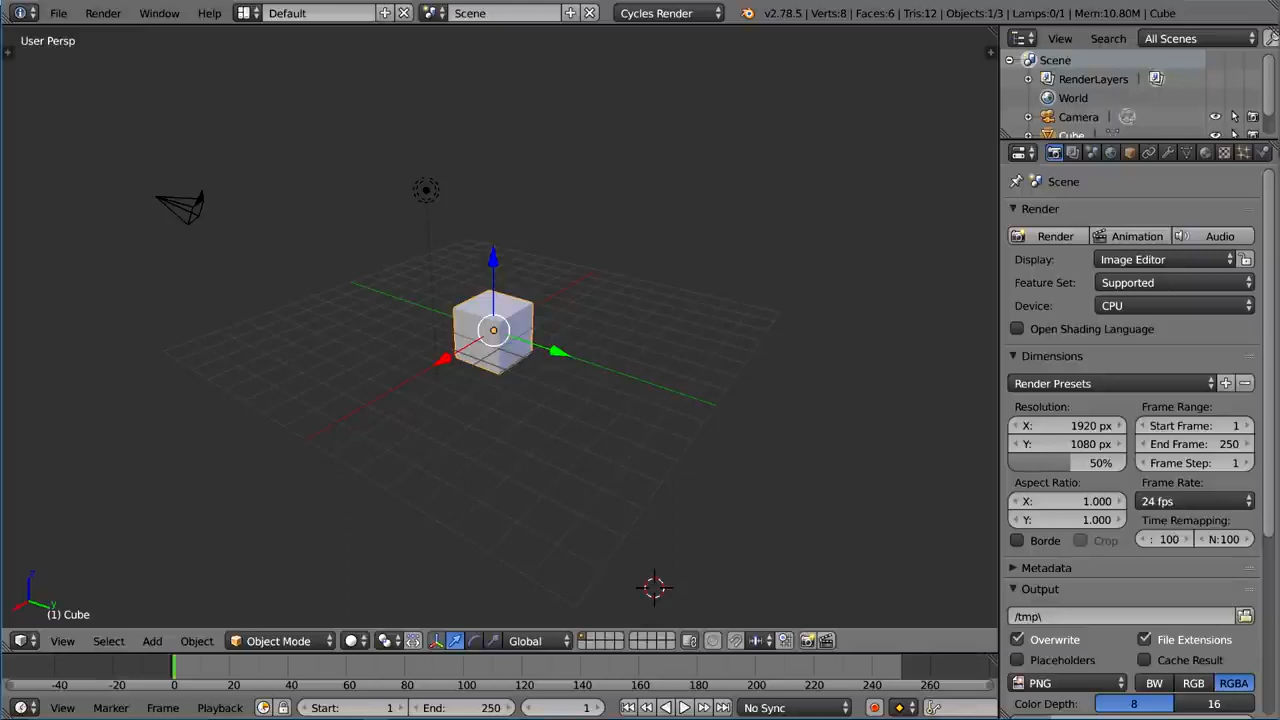 File Render Window Help Default Scene Cycles Render v2.78.5 | Verts:8 | Faces:6 | Tris:12 | Objects:1/3 | Lamps:0/1 | Mem:10.80M | Cube
User Persp
View Search All Scenes
Scene
RenderLayers
World
Camera
Cube
Scene
Render
Render Animation Audio
Display: Image Editor
Feature Set: Supported
Device: CPU
Open Shading Language
Dimensions
Render Presets
Resolution: Frame Range:
X: 1920 px Start Frame: 1
Y: 1080 px End Frame: 250
50% Frame Step: 1
Aspect Ratio: Frame Rate:
X: 1.000 24 fps
Y: 1.000 Time Remapping:
Borde Crop : 100 N:100
Metadata
Output
/tmp\
Overwrite File Extensions
Placeholders Cache Result
PNG BW RGB RGBA
Color Depth: 8 16
z
y
(1) Cube
View Select Add Object Object Mode Global
-40 -20 0 20 40 60 80 100 120 140 160 180 200 220 240 260
View Marker Frame Playback Start: 1 End: 250 1 No Sync